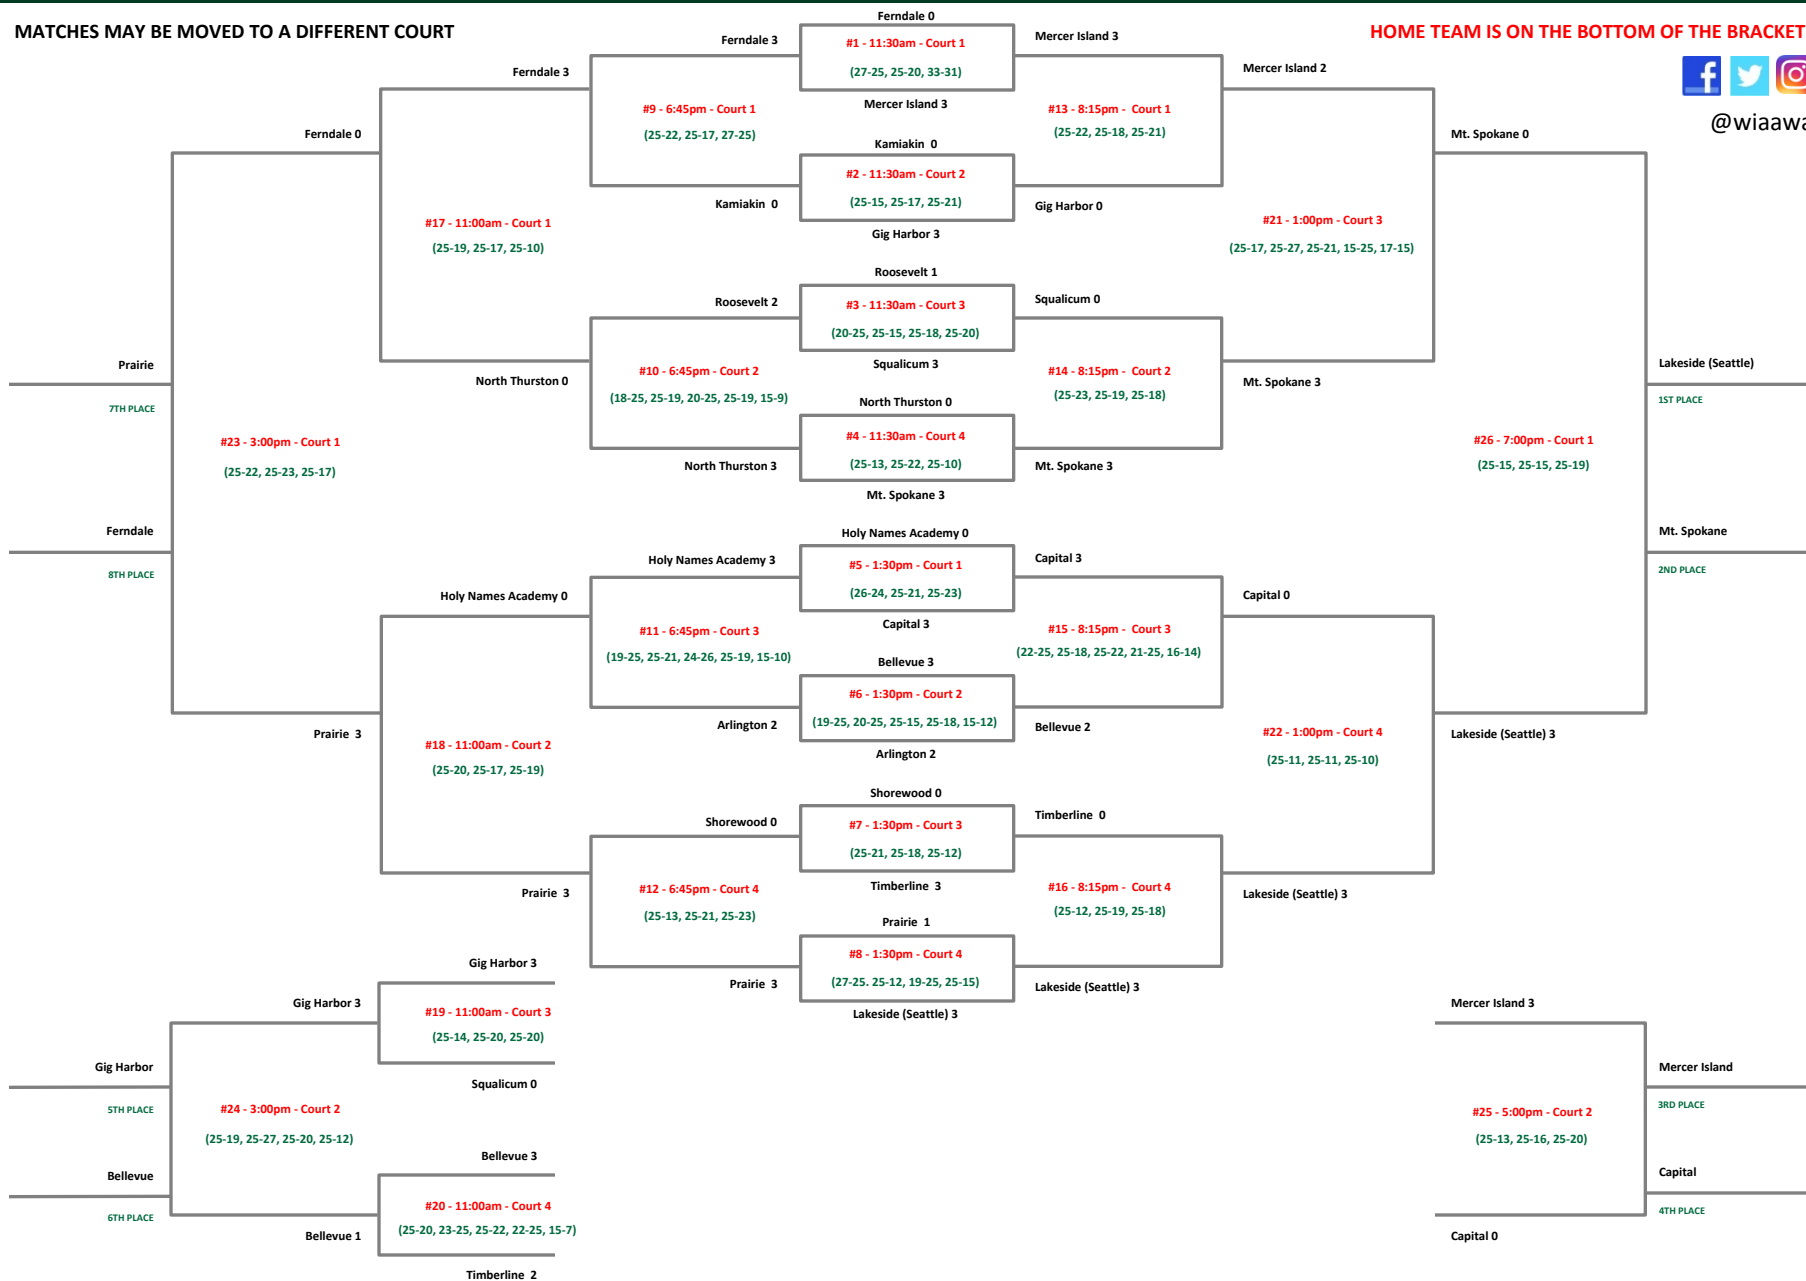 MATCHES MAY BE MOVED TO A DIFFERENT COURT
HOME TEAM IS ON THE BOTTOM OF THE BRACKET
@wiaawa
Ferndale 0
#1 - 11:30am - Court 1
(27-25, 25-20, 33-31)
Mercer Island 3
Kamiakin  0
#2 - 11:30am - Court 2
(25-15, 25-17, 25-21)
Gig Harbor 3
Roosevelt 1
#3 - 11:30am - Court 3
(20-25, 25-15, 25-18, 25-20)
Squalicum 3
North Thurston 0
#4 - 11:30am - Court 4
(25-13, 25-22, 25-10)
Mt. Spokane 3
Holy Names Academy 0
#5 - 1:30pm - Court 1
(26-24, 25-21, 25-23)
Capital 3
Bellevue 3
#6 - 1:30pm - Court 2
(19-25, 20-25, 25-15, 25-18, 15-12)
Arlington 2
Shorewood 0
#7 - 1:30pm - Court 3
(25-21, 25-18, 25-12)
Timberline  3
Prairie  1
#8 - 1:30pm - Court 4
(27-25. 25-12, 19-25, 25-15)
Lakeside (Seattle) 3
Ferndale 3
#9 - 6:45pm - Court 1
(25-22, 25-17, 27-25)
Kamiakin  0
Roosevelt 2
#10 - 6:45pm - Court 2
(18-25, 25-19, 20-25, 25-19, 15-9)
North Thurston 3
Holy Names Academy 3
#11 - 6:45pm - Court 3
(19-25, 25-21, 24-26, 25-19, 15-10)
Arlington 2
Shorewood 0
#12 - 6:45pm - Court 4
(25-13, 25-21, 25-23)
Prairie  3
Mercer Island 3
#13 - 8:15pm -  Court 1
(25-22, 25-18, 25-21)
Gig Harbor 0
Squalicum 0
#14 - 8:15pm - Court 2
(25-23, 25-19, 25-18)
Mt. Spokane 3
Capital 3
#15 - 8:15pm -  Court 3
(22-25, 25-18, 25-22, 21-25, 16-14)
Bellevue 2
Timberline  0
#16 - 8:15pm -  Court 4
(25-12, 25-19, 25-18)
Lakeside (Seattle) 3
Ferndale 3
#17 - 11:00am - Court 1
(25-19, 25-17, 25-10)
North Thurston 0
Holy Names Academy 0
#18 - 11:00am - Court 2
(25-20, 25-17, 25-19)
Prairie  3
Gig Harbor 3
#19 - 11:00am - Court 3
(25-14, 25-20, 25-20)
Squalicum 0
Bellevue 3
#20 - 11:00am - Court 4
(25-20, 23-25, 25-22, 22-25, 15-7)
Timberline  2
Mercer Island 2
#21 - 1:00pm - Court 3
(25-17, 25-27, 25-21, 15-25, 17-15)
Mt. Spokane 3
Capital 0
#22 - 1:00pm - Court 4
(25-11, 25-11, 25-10)
Lakeside (Seattle) 3
Ferndale 0
#23 - 3:00pm - Court 1
(25-22, 25-23, 25-17)
Prairie  3
Prairie
7TH PLACE
Ferndale
8TH PLACE
Gig Harbor 3
#24 - 3:00pm - Court 2
(25-19, 25-27, 25-20, 25-12)
Bellevue 1
Gig Harbor
5TH PLACE
Bellevue
6TH PLACE
Mercer Island 3
#25 - 5:00pm - Court 2
(25-13, 25-16, 25-20)
Capital 0
Mercer Island
3RD PLACE
Capital
4TH PLACE
Mt. Spokane 0
#26 - 7:00pm - Court 1
(25-15, 25-15, 25-19)
Lakeside (Seattle) 3
Lakeside (Seattle)
1ST PLACE
Mt. Spokane
2ND PLACE